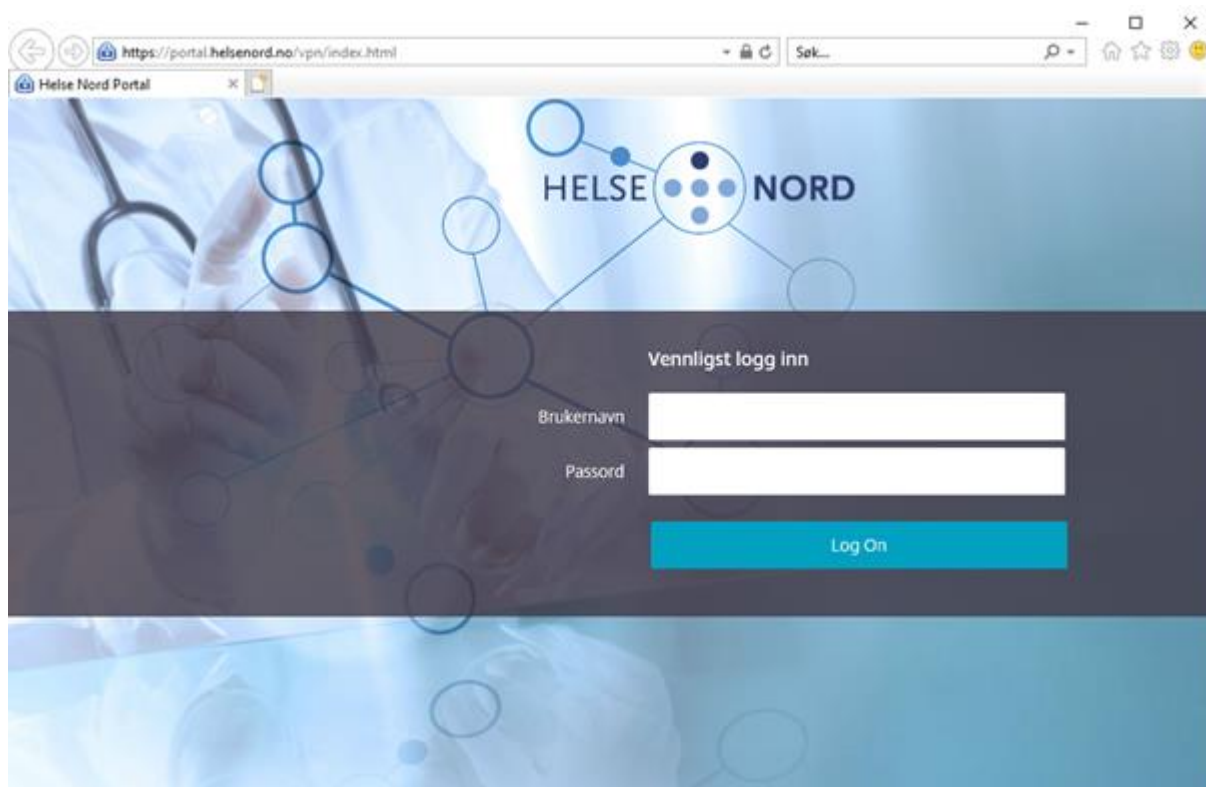 https://portal.helsenord.no/vpn/index.html
Søk...
Helse Nord Portal
HELSE NORD
Vennligst logg inn
Brukernavn
Passord
Log On